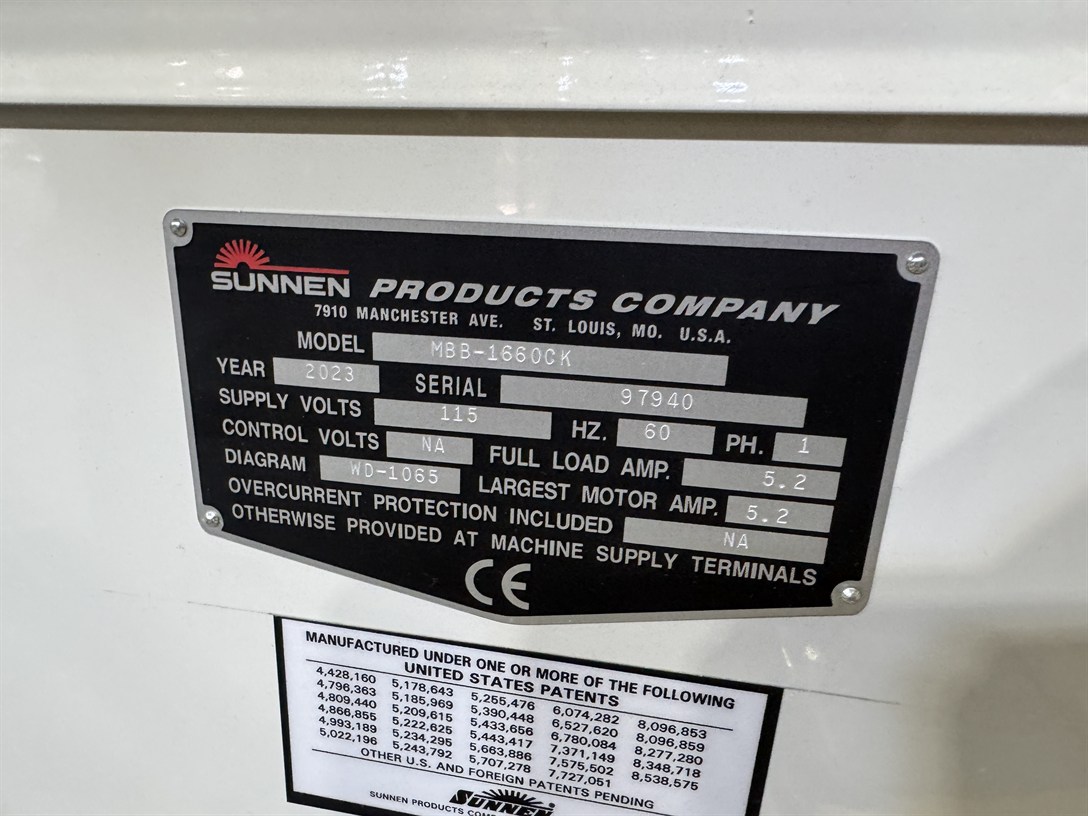 SUNNEN PRODUCTS COMPANY
7910 MANCHESTER AVE. ST. LOUIS, MO. U.S.A.
MODEL MBB-1660CK
YEAR 2023 SERIAL 97940
SUPPLY VOLTS 115 HZ. 60 PH. 1
CONTROL VOLTS NA FULL LOAD AMP. 5.2
DIAGRAM WD-1065 LARGEST MOTOR AMP. 5.2
OVERCURRENT PROTECTION INCLUDED NA
OTHERWISE PROVIDED AT MACHINE SUPPLY TERMINALS
CE
MANUFACTURED UNDER ONE OR MORE OF THE FOLLOWING
UNITED STATES PATENTS
4,428,160 5,178,643 5,255,476 6,074,282 8,096,853
4,796,363 5,185,969 5,390,448 6,527,620 8,096,859
4,809,440 5,209,615 5,433,656 6,780,084 8,277,280
4,866,855 5,222,625 5,443,417 7,371,149 8,348,718
4,993,189 5,234,295 5,663,886 7,575,502 8,538,575
5,022,196 5,243,792 5,707,278 7,727,051
OTHER U.S. AND FOREIGN PATENTS PENDING
SUNNEN PRODUCTS SUNNEN